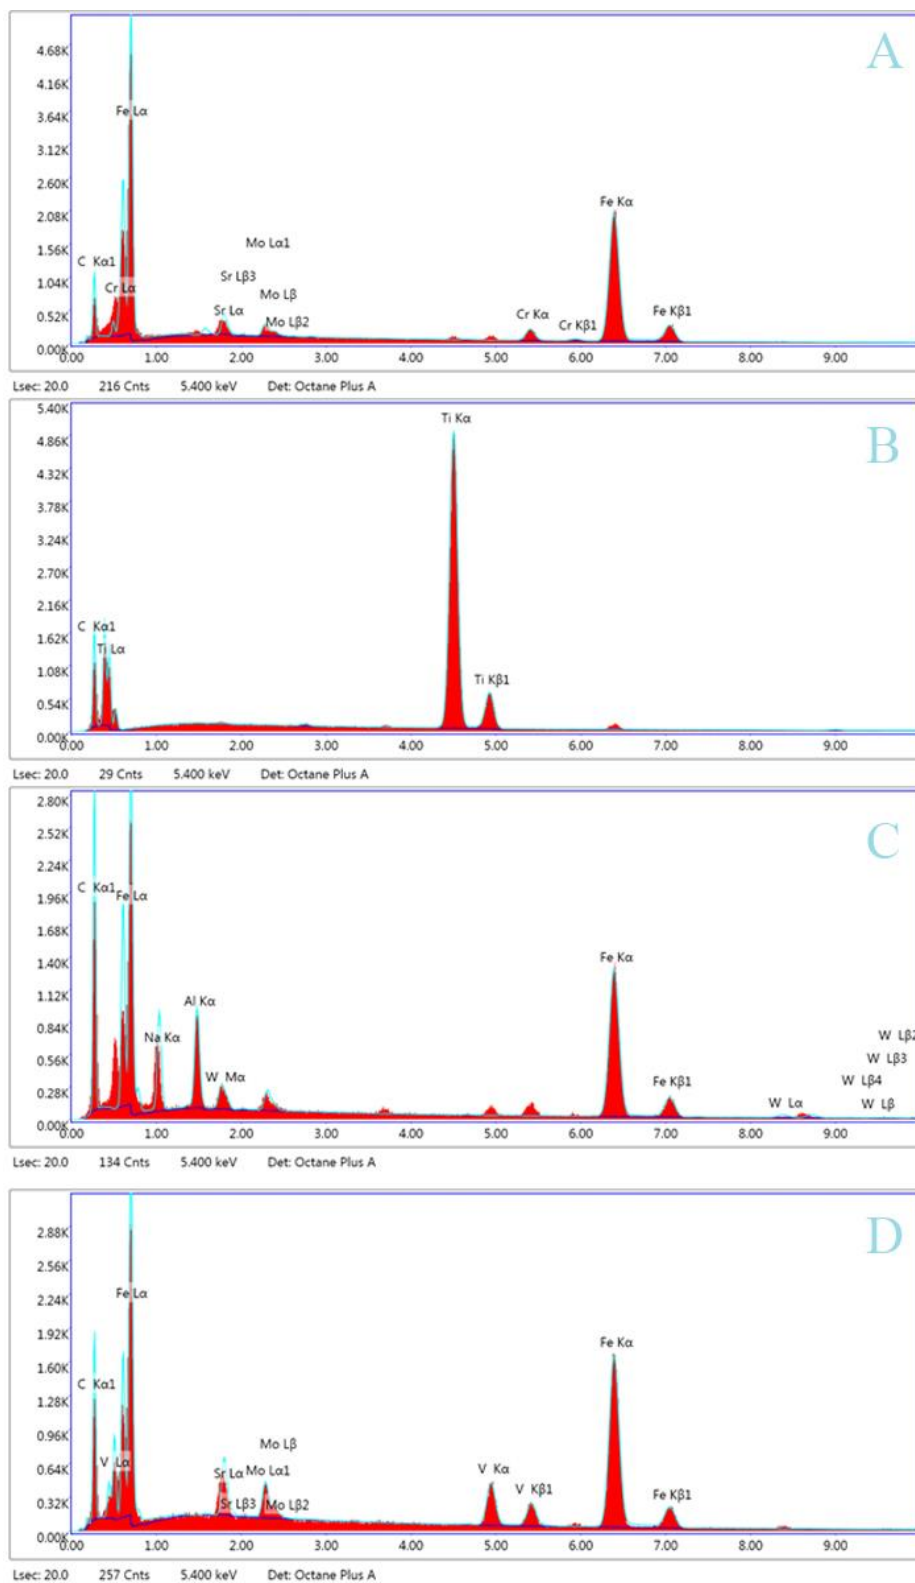 A
4.68K
4.16K
3.64K
Fe Lα
3.12K
2.60K
2.08K
Fe Kα
1.56K
Mo Lα1
C Kα1
Sr Lβ3
1.04K
Cr Lα
Mo Lβ
0.52K
Sr Lα
Mo Lβ2
Cr Kα
Cr Kβ1
Fe Kβ1
0.00K
0.00 1.00 2.00 3.00 4.00 5.00 6.00 7.00 8.00 9.00
Lsec: 20.0 216 Cnts 5.400 keV Det: Octane Plus A
B
5.40K
Ti Kα
4.86K
4.32K
3.78K
3.24K
2.70K
2.16K
1.62K
C Kα1
Ti Lα
1.08K
Ti Kβ1
0.54K
0.00K
0.00 1.00 2.00 3.00 4.00 5.00 6.00 7.00 8.00 9.00
Lsec: 20.0 29 Cnts 5.400 keV Det: Octane Plus A
C
2.80K
2.52K
2.24K
1.96K
C Kα1
Fe Lα
1.68K
1.40K
Fe Kα
1.12K
Al Kα
0.84K
Na Kα
W Lβ2
0.56K
W Lβ3
W Mα
Fe Kβ1
W Lβ4
0.28K
W Lα
W Lβ
0.00K
0.00 1.00 2.00 3.00 4.00 5.00 6.00 7.00 8.00 9.00
Lsec: 20.0 134 Cnts 5.400 keV Det: Octane Plus A
D
2.88K
2.56K
2.24K
Fe Lα
1.92K
1.60K
Fe Kα
C Kα1
1.28K
0.96K
Mo Lβ
V Lα
0.64K
Sr Lα
Mo Lα1
V Kα
V Kβ1
0.32K
Sr Lβ3
Mo Lβ2
Fe Kβ1
0.00K
0.00 1.00 2.00 3.00 4.00 5.00 6.00 7.00 8.00 9.00
Lsec: 20.0 257 Cnts 5.400 keV Det: Octane Plus A